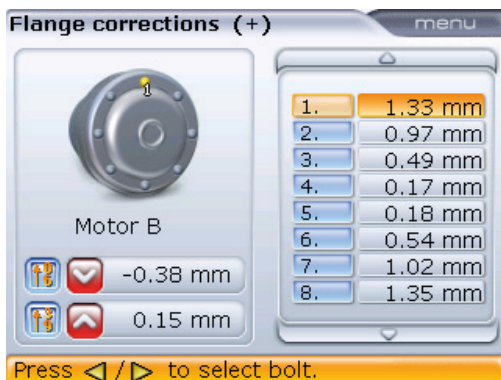 Flange corrections (+)
menu
1
Motor B
-0.38 mm
0.15 mm
1. 1.33 mm
2. 0.97 mm
3. 0.49 mm
4. 0.17 mm
5. 0.18 mm
6. 0.54 mm
7. 1.02 mm
8. 1.35 mm
Press ◁ / ▷ to select bolt.